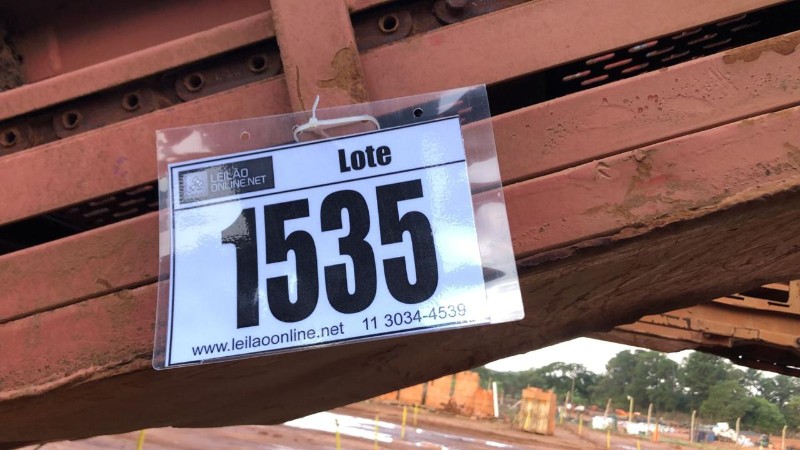 LEILÃO
ONLINE.NET
Lote
1535
www.leilaoonline.net 11 3034-4539